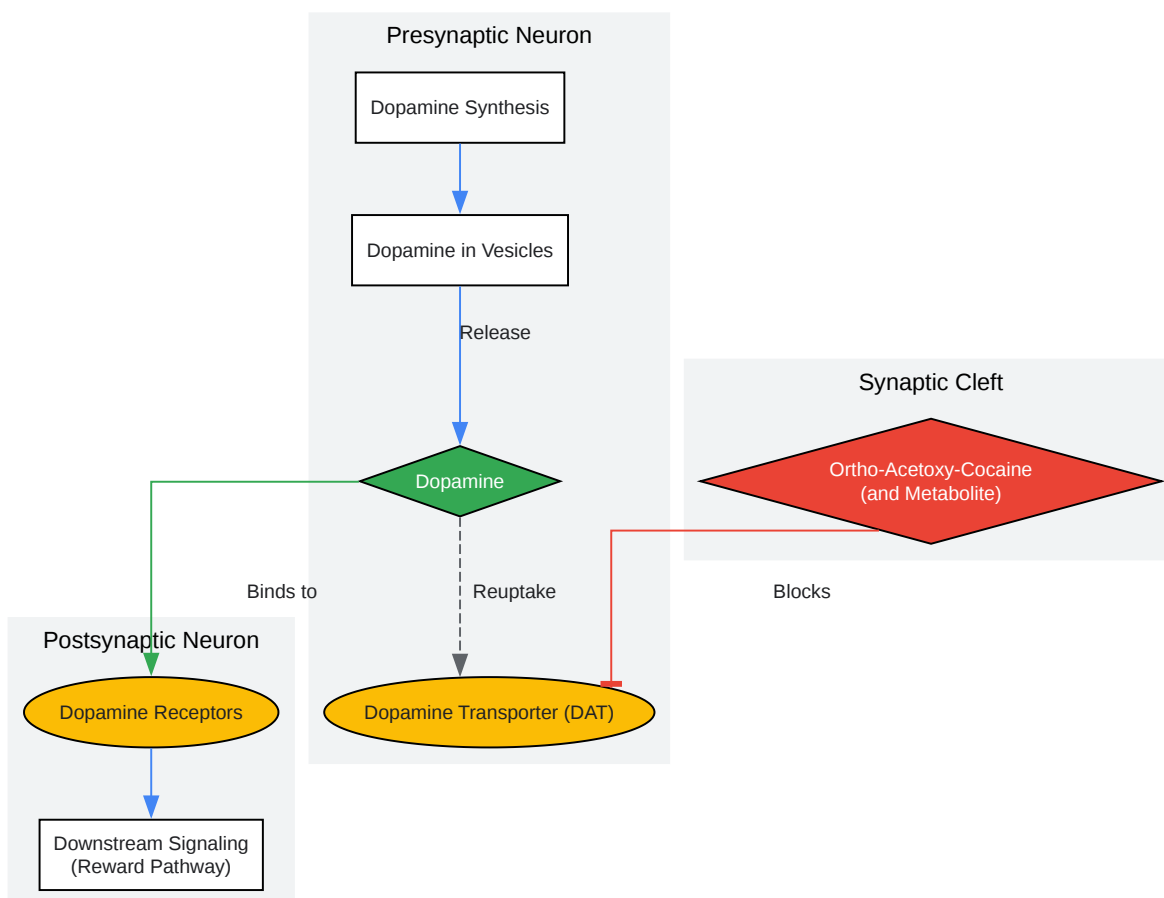 Presynaptic Neuron
Dopamine Synthesis
Dopamine in Vesicles
Release
Synaptic Cleft
Ortho-Acetoxy-Cocaine
(and Metabolite)
Dopamine
Binds to
Reuptake
Blocks
Postsynaptic Neuron
Dopamine Receptors
Dopamine Transporter (DAT)
Downstream Signaling
(Reward Pathway)